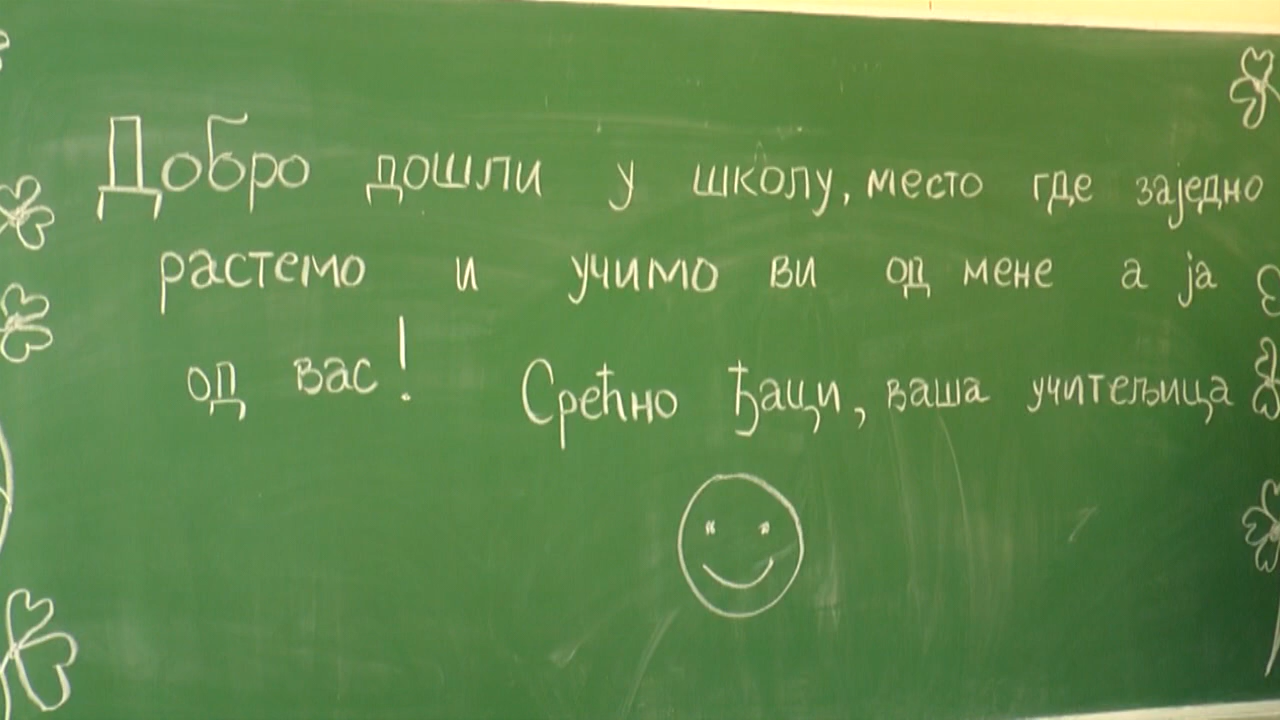 Добро дошли у школу, место где заједно
растемо и учимо ви од мене а ја
од вас! Срећно ђаци, ваша учитељица